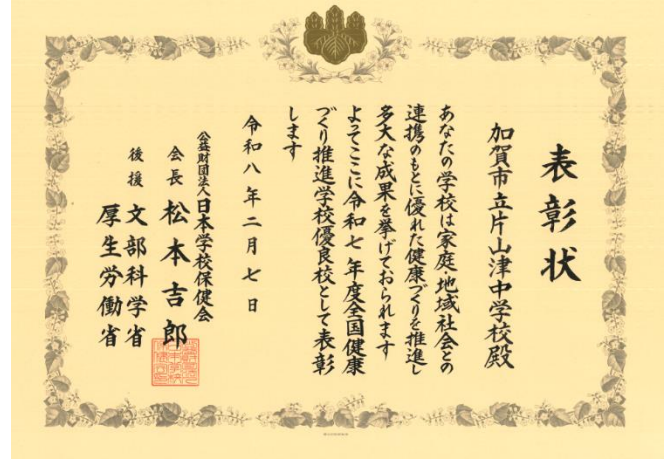 表彰状
加賀市立片山津中学校殿
あなたの学校は家庭・地域社会との
連携のもとに優れた健康づくりを推進し
多大な成果を挙げておられます
よってここに令和七年度全国健康
づくり推進学校優良校として表彰
します
令和八年二月七日
公益財団法人日本学校保健会
会長 松本吉郎
後援 文部科学省
厚生労働省